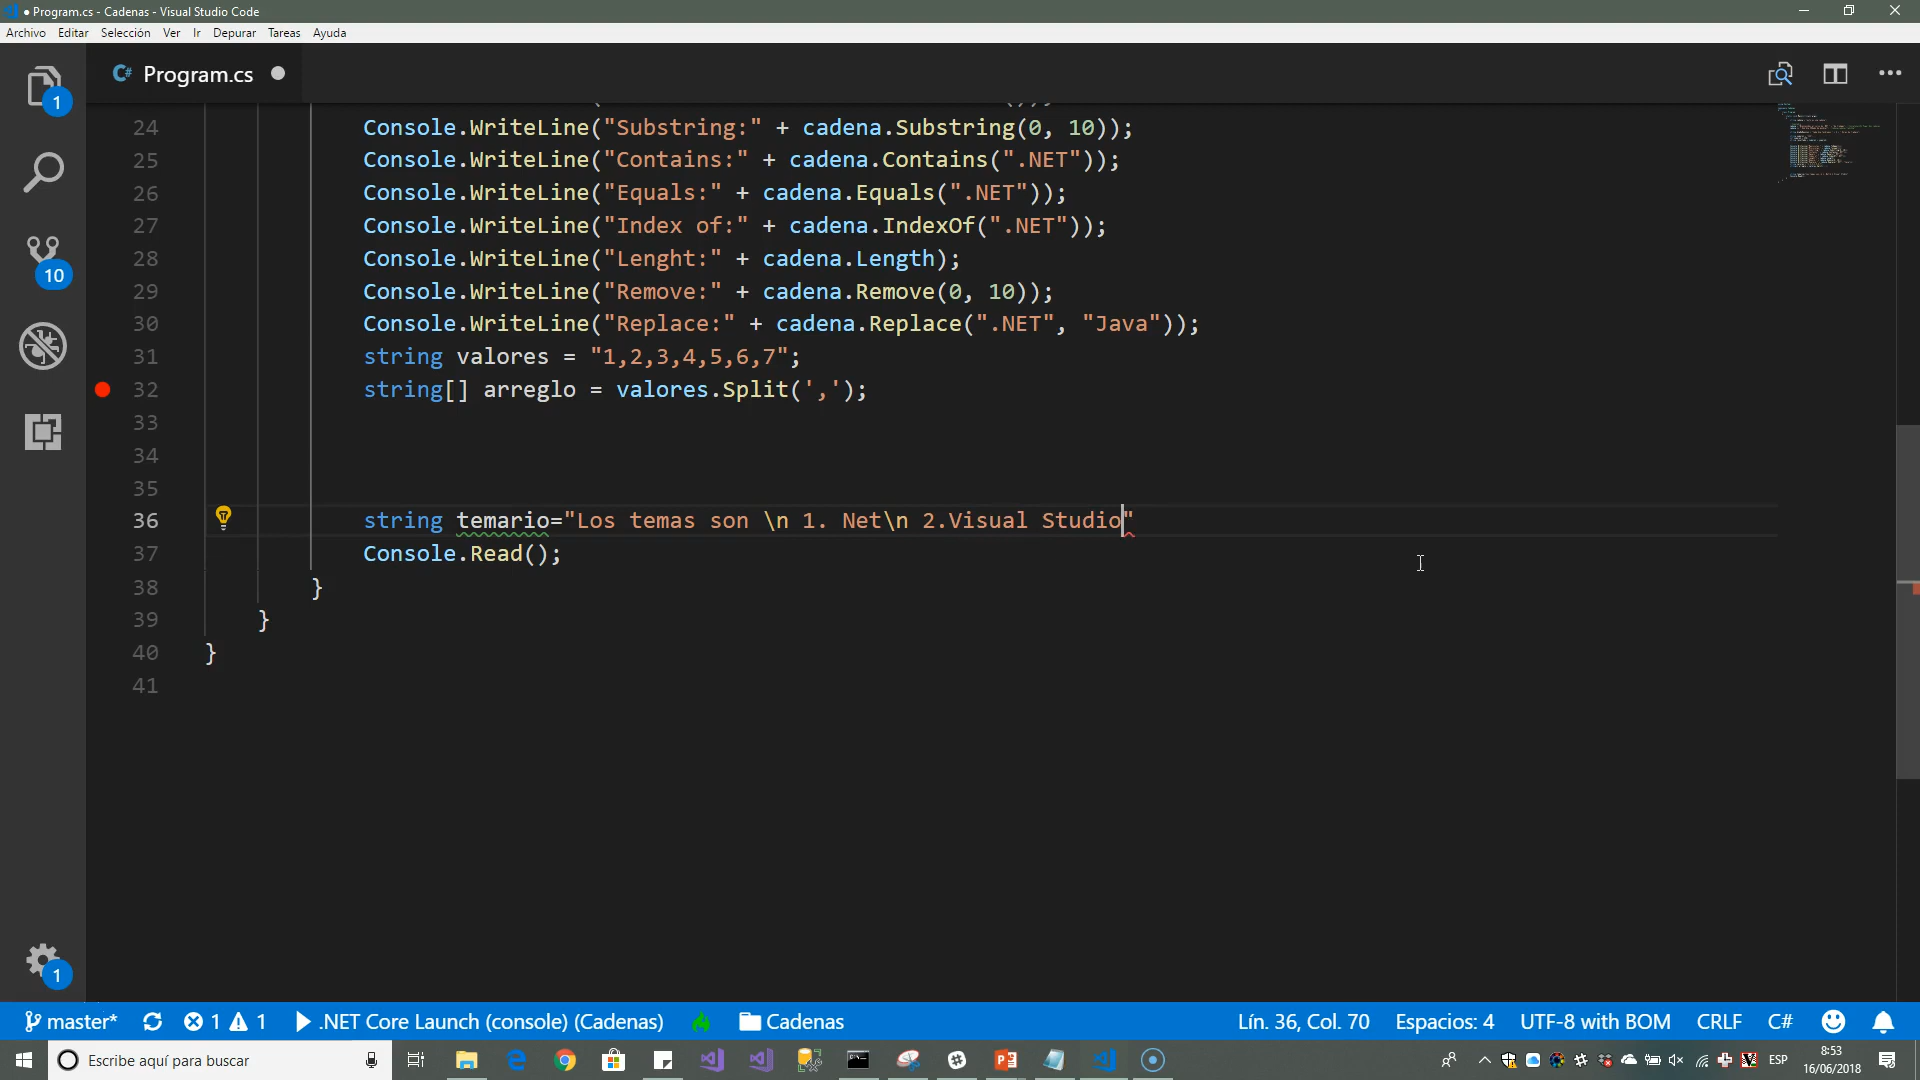 ● Program.cs - Cadenas - Visual Studio Code
Archivo Editar Selección Ver Ir Depurar Tareas Ayuda
1
C# Program.cs
24 Console.WriteLine("Substring:" + cadena.Substring(0, 10));
25 Console.WriteLine("Contains:" + cadena.Contains(".NET"));
26 Console.WriteLine("Equals:" + cadena.Equals(".NET"));
27 Console.WriteLine("Index of:" + cadena.IndexOf(".NET"));
10
28 Console.WriteLine("Lenght:" + cadena.Length);
29 Console.WriteLine("Remove:" + cadena.Remove(0, 10));
30 Console.WriteLine("Replace:" + cadena.Replace(".NET", "Java"));
31 string valores = "1,2,3,4,5,6,7";
32 string[] arreglo = valores.Split(',');
33
34
35
36 string temario="Los temas son \n 1. Net\n 2.Visual Studio"
37 Console.Read();
38 }
39 }
40 }
41
1
master* 1 1 .NET Core Launch (console) (Cadenas) Cadenas Lín. 36, Col. 70 Espacios: 4 UTF-8 with BOM CRLF C#
Escribe aquí para buscar ESP 8:53
16/06/2018